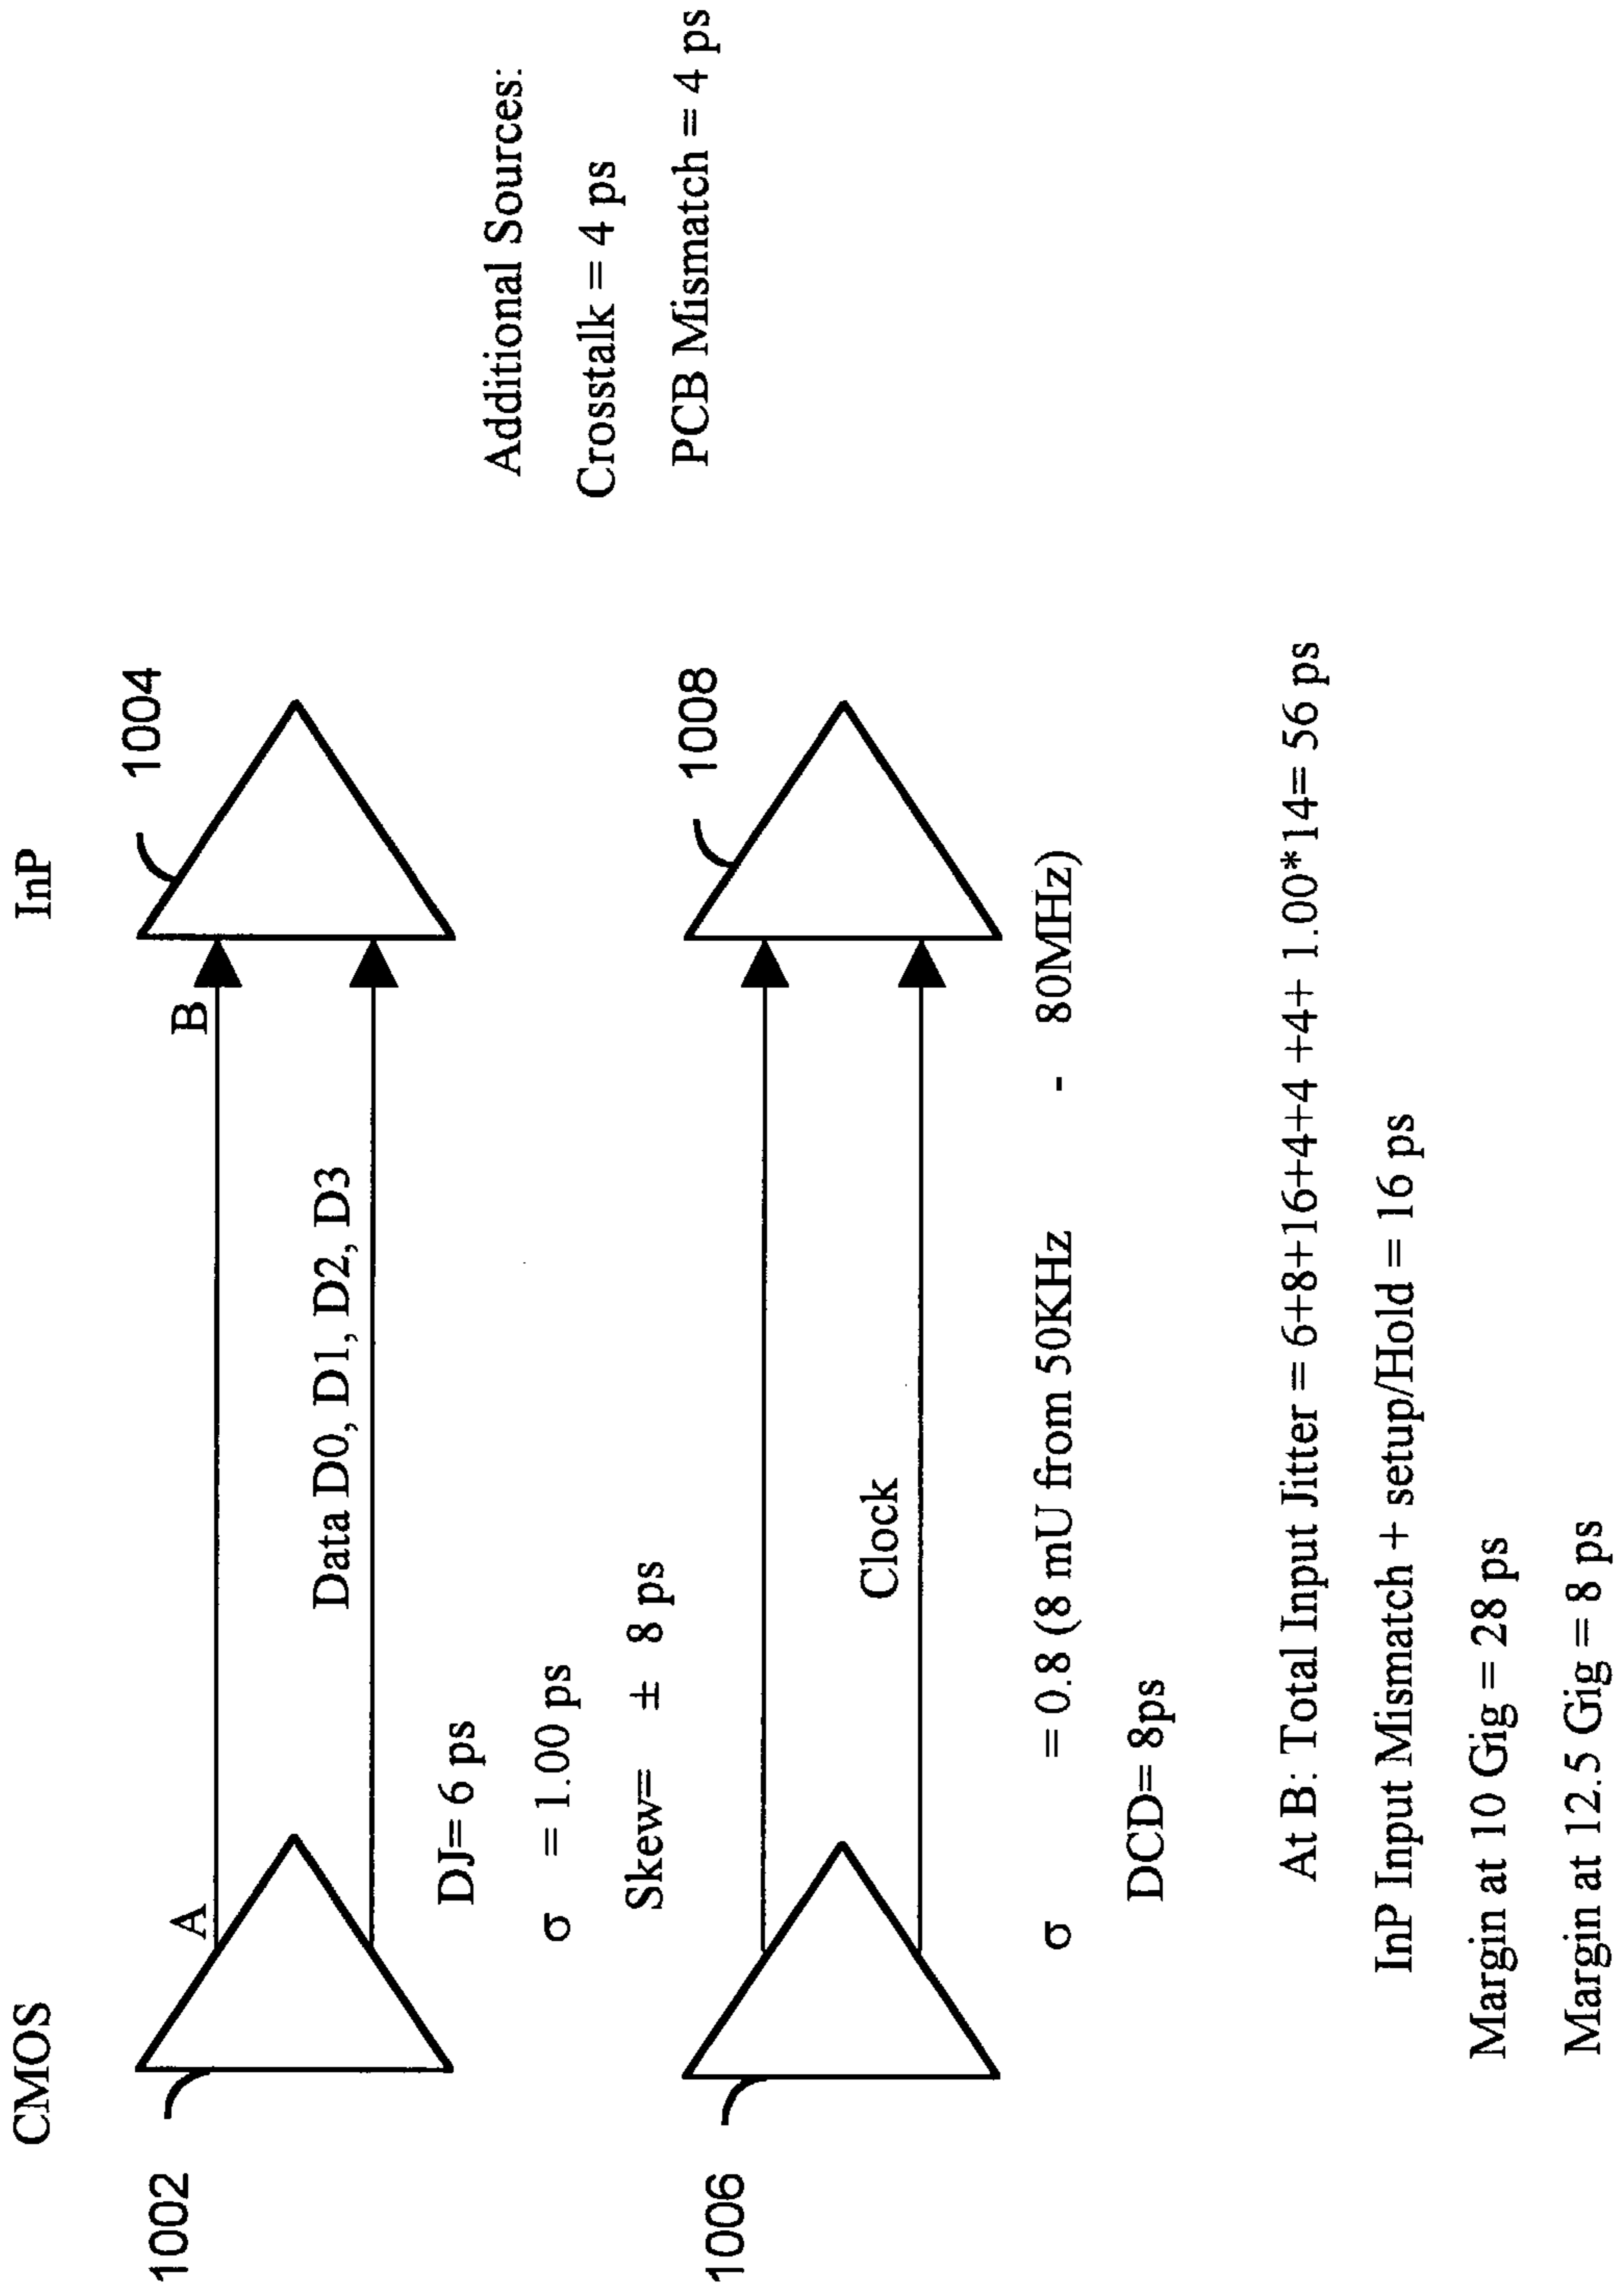 CMOS
InP
1002
A
B
1004
Data D0, D1, D2, D3
DJ= 6 ps
σ = 1.00 ps
Skew= ± 8 ps
Additional Sources:
Crosstalk = 4 ps
PCB Mismatch = 4 ps
1006
1008
Clock
σ = 0.8 (8 mU from 50KHz - 80MHz)
DCD= 8ps
At B: Total Input Jitter = 6+8+16+4+4 +4+ 1.00*14= 56 ps
InP Input Mismatch + setup/Hold = 16 ps
Margin at 10 Gig = 28 ps
Margin at 12.5 Gig = 8 ps